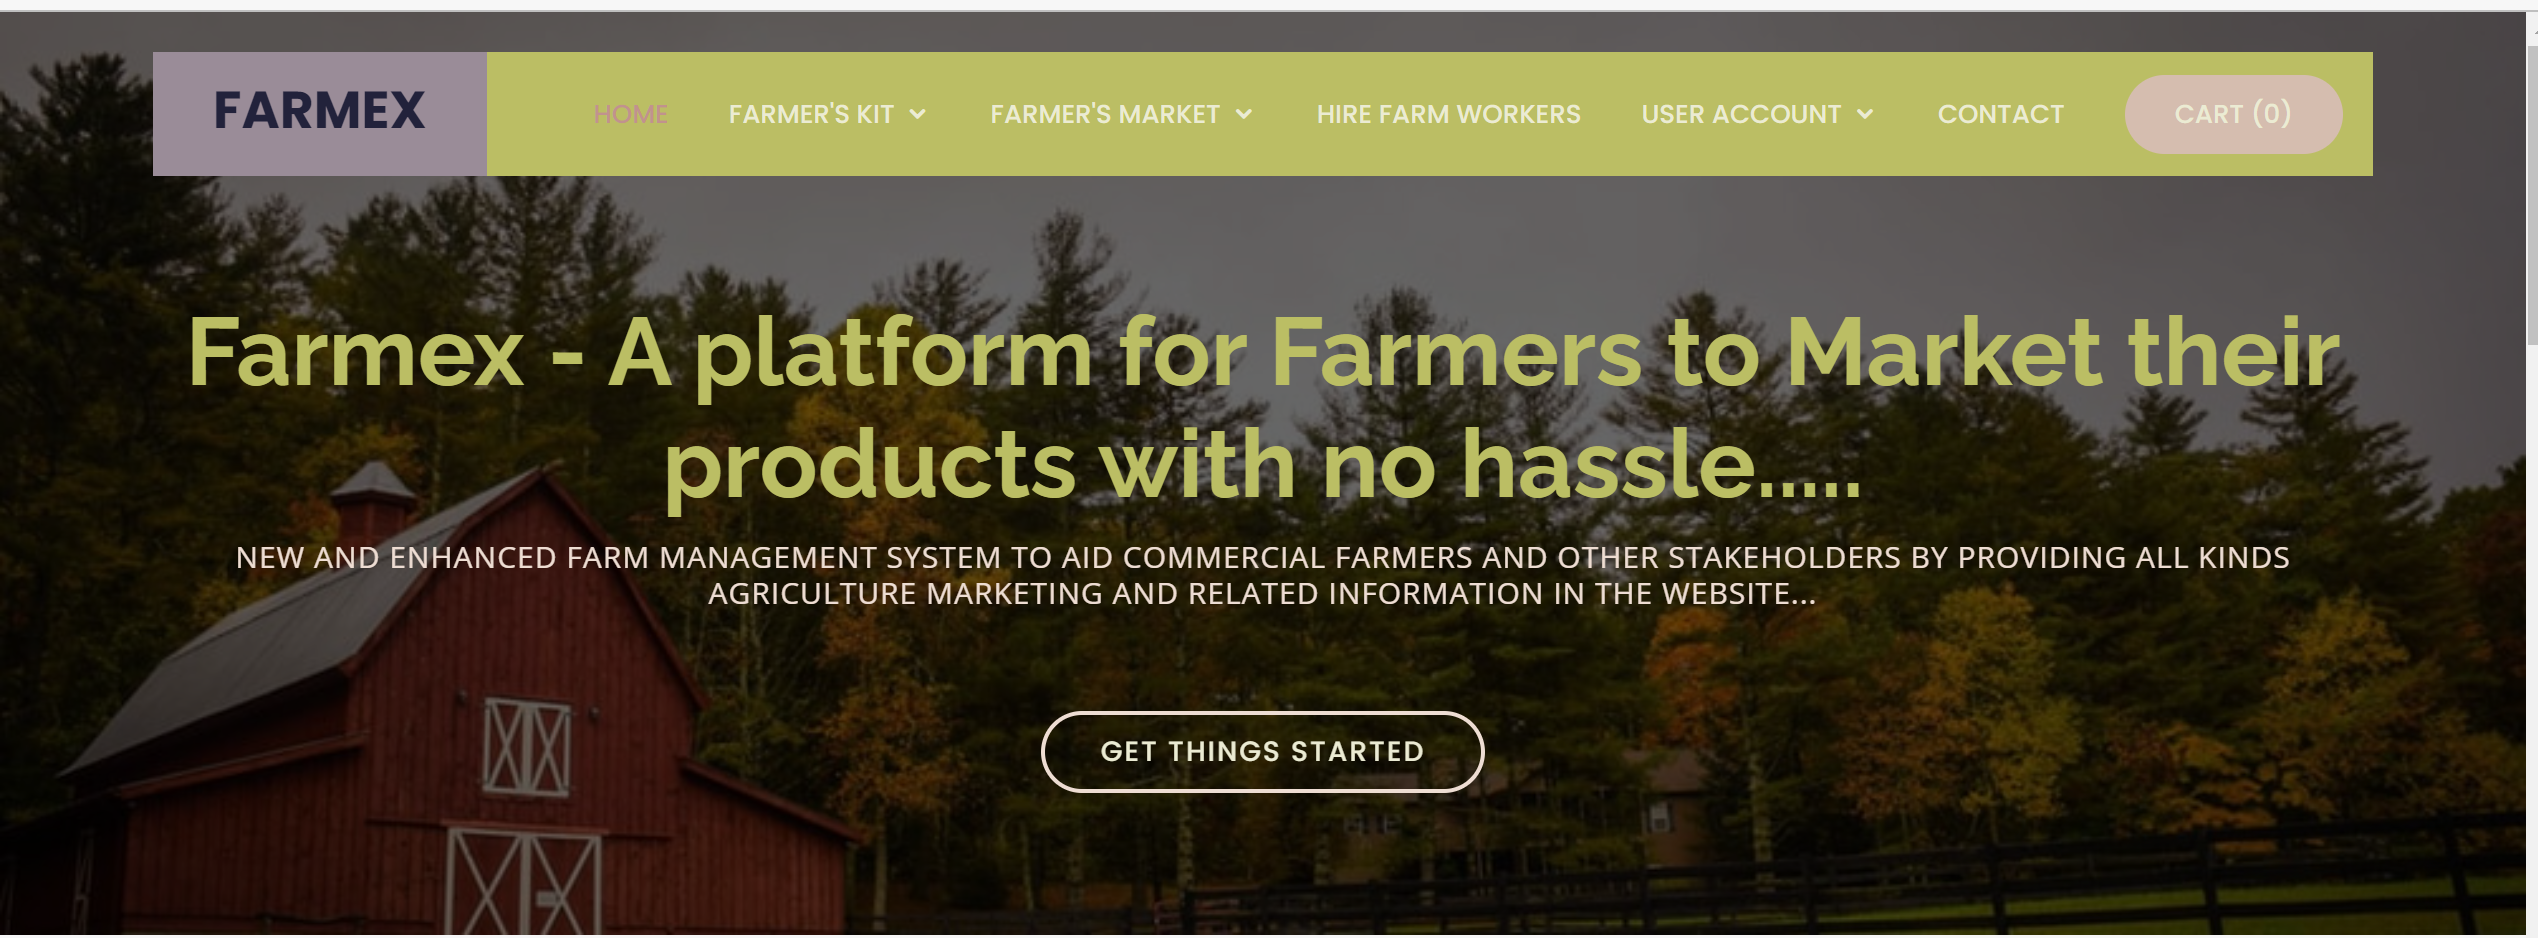 FARMEX
HOME FARMER'S KIT FARMER'S MARKET HIRE FARM WORKERS USER ACCOUNT CONTACT CART (0)
Farmex - A platform for Farmers to Market their
products with no hassle.....
NEW AND ENHANCED FARM MANAGEMENT SYSTEM TO AID COMMERCIAL FARMERS AND OTHER STAKEHOLDERS BY PROVIDING ALL KINDS
AGRICULTURE MARKETING AND RELATED INFORMATION IN THE WEBSITE...
GET THINGS STARTED